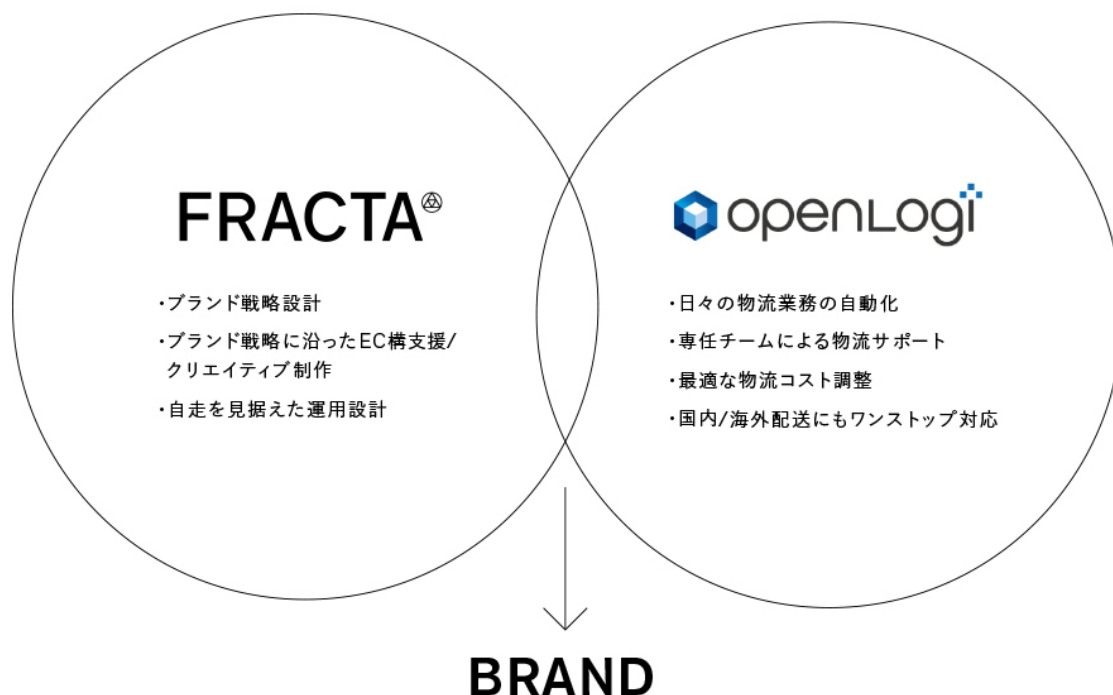 FRACTA
・ブランド戦略設計
・ブランド戦略に沿ったEC構支援/
クリエイティブ制作
・自走を見据えた運用設計
openLogi
・日々の物流業務の自動化
・専任チームによる物流サポート
・最適な物流コスト調整
・国内/海外配送にもワンストップ対応
BRAND